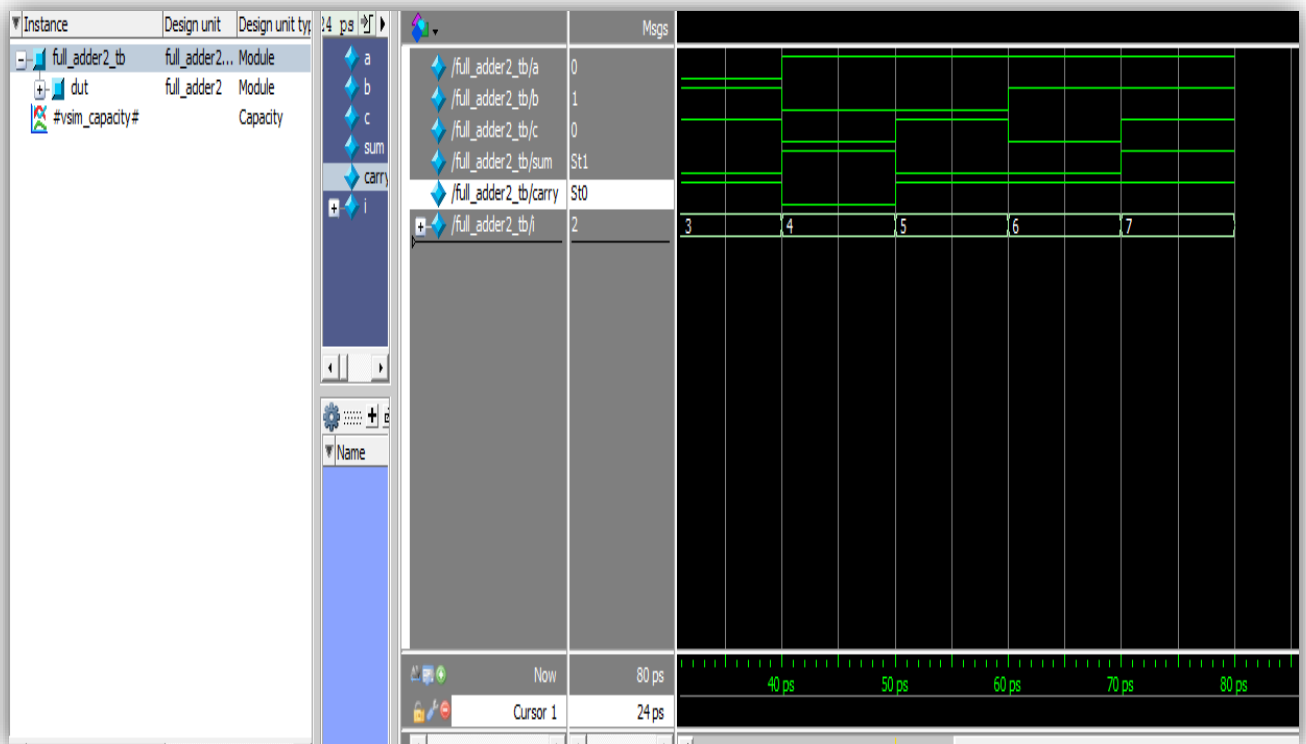 Instance Design unit Design unit typ
full_adder2_tb full_adder2... Module
dut full_adder2 Module
#vsim_capacity# Capacity
24 ps
a
b
c
sum
carry
i
Name
Msgs
/full_adder2_tb/a 0
/full_adder2_tb/b 1
/full_adder2_tb/c 0
/full_adder2_tb/sum St1
/full_adder2_tb/carry St0
/full_adder2_tb/i 2
3 4 5 6 7
Now 80 ps
Cursor 1 24 ps
40 ps 50 ps 60 ps 70 ps 80 ps